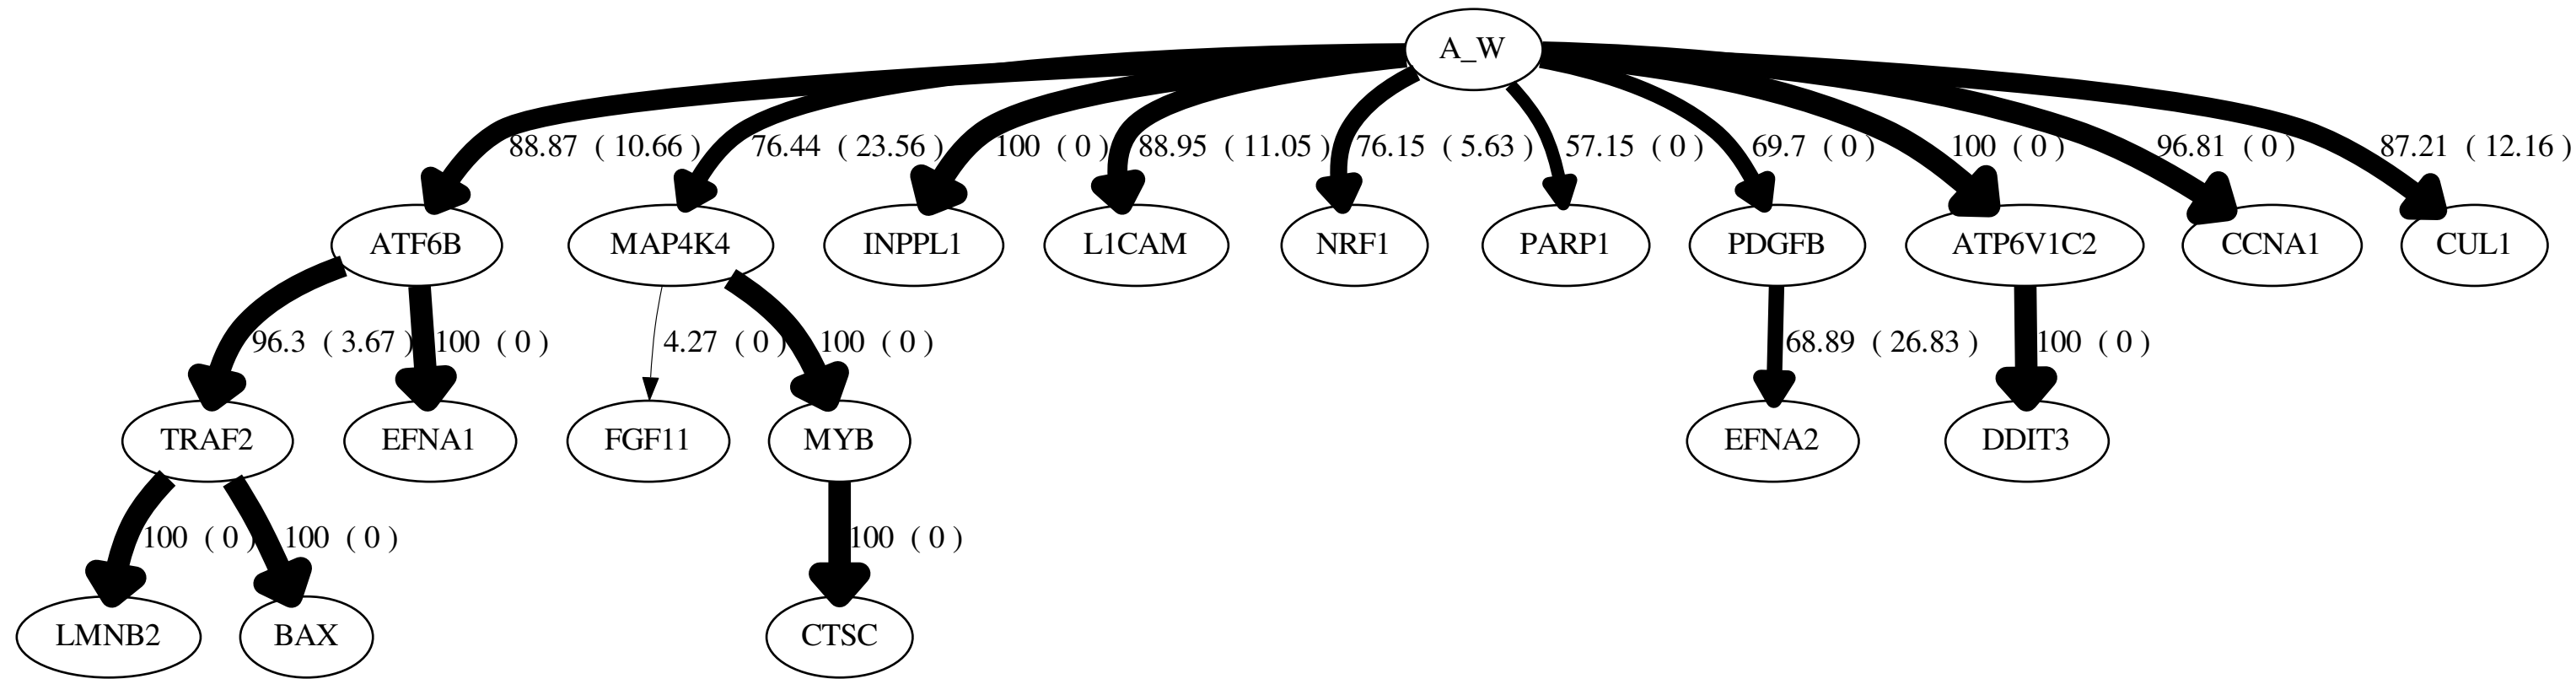 A_W
88.87 ( 10.66 ) 76.44 ( 23.56 ) 100 ( 0 ) 88.95 ( 11.05 ) 76.15 ( 5.63 ) 57.15 ( 0 ) 69.7 ( 0 ) 100 ( 0 ) 96.81 ( 0 ) 87.21 ( 12.16 )
ATF6B MAP4K4 INPPL1 L1CAM NRF1 PARP1 PDGFB ATP6V1C2 CCNA1 CUL1
96.3 ( 3.67 ) 100 ( 0 ) 4.27 ( 0 ) 100 ( 0 ) 68.89 ( 26.83 ) 100 ( 0 )
TRAF2 EFNA1 FGF11 MYB EFNA2 DDIT3
100 ( 0 ) 100 ( 0 ) 100 ( 0 )
LMNB2 BAX CTSC